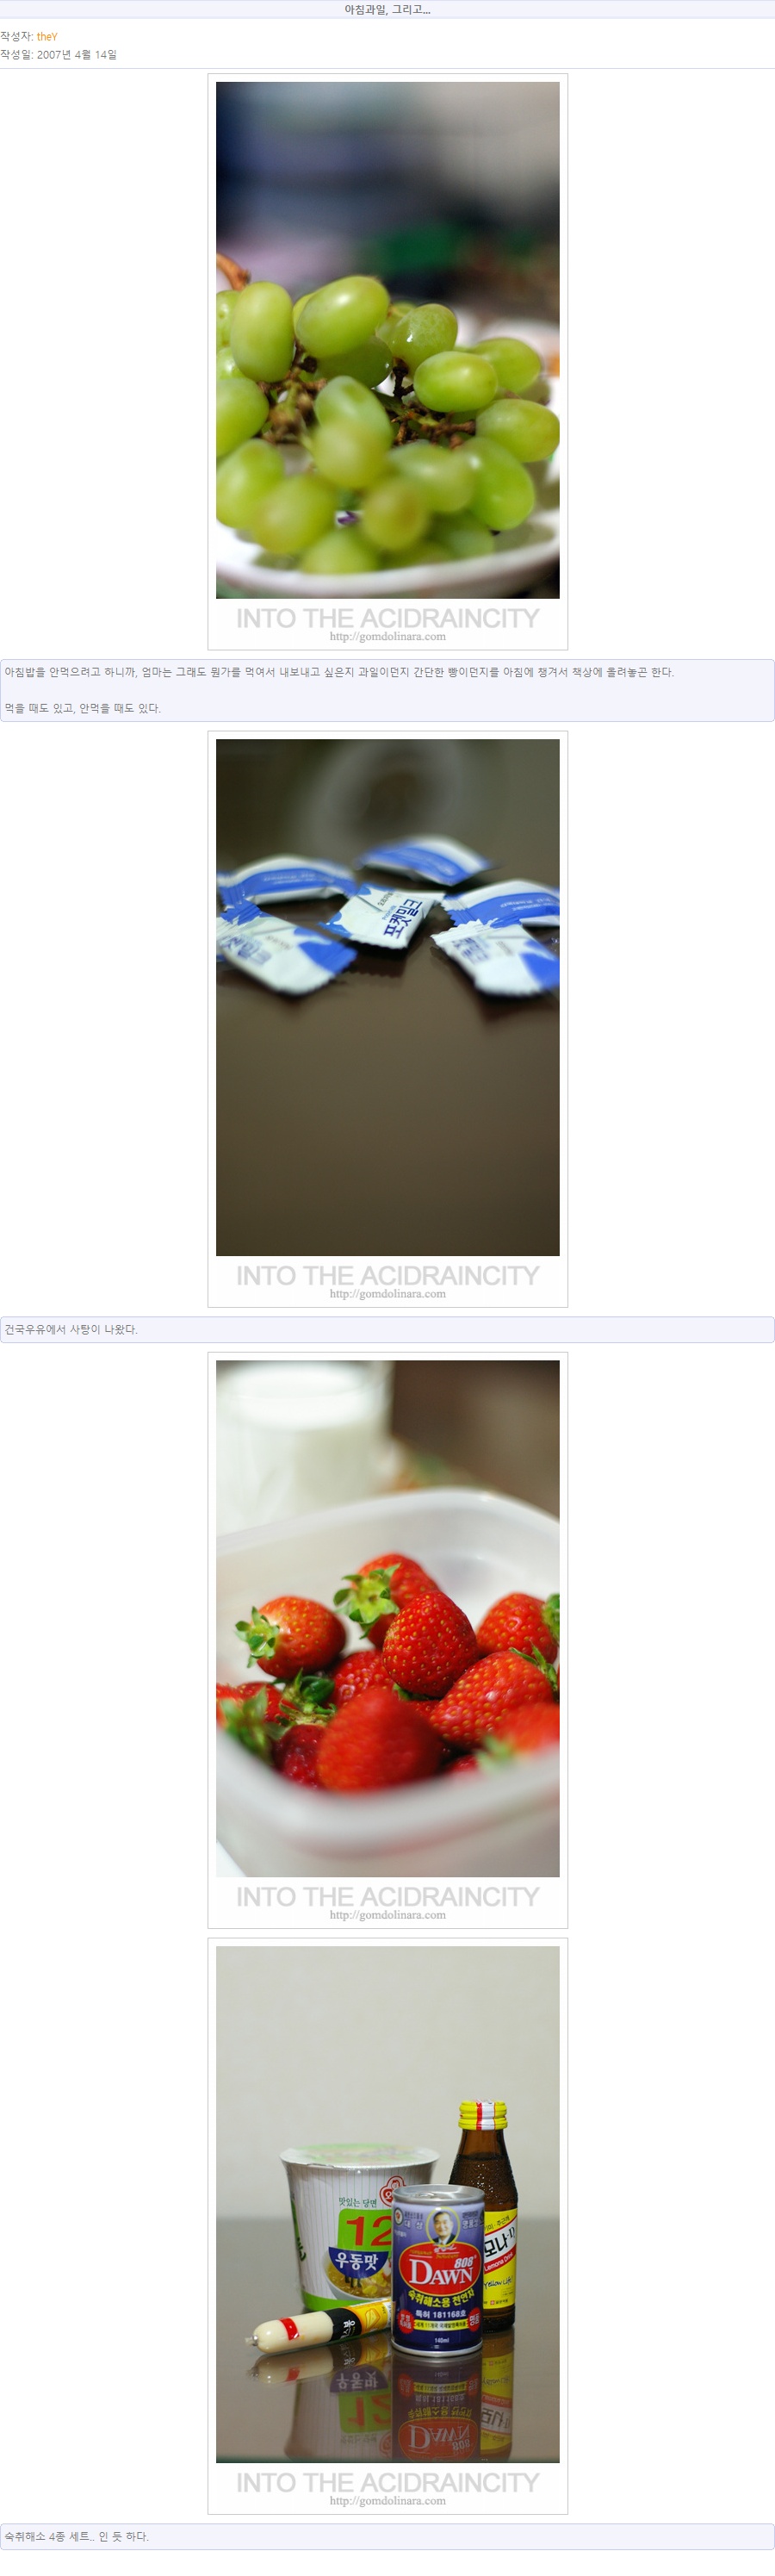 아침과일, 그리고...
작성자: theY
작성일: 2007년 4월 14일
INTO THE ACIDRAINCITY
http://gomdolinara.com
아침밥을 안먹으려고 하니까, 엄마는 그래도 뭔가를 먹여서 내보내고 싶은지 과일이던지 간단한 빵이던지를 아침에 챙겨서 책상에 올려놓곤 한다.
먹을 때도 있고, 안먹을 때도 있다.
포켓밀크
INTO THE ACIDRAINCITY
http://gomdolinara.com
건국우유에서 사탕이 나왔다.
INTO THE ACIDRAINCITY
http://gomdolinara.com
맛있는 당면
12
우동맛
808
DAWN
숙취해소용 천연차
특허 181168호
140ml
모나
Lemona Drink
Yellow Life
INTO THE ACIDRAINCITY
http://gomdolinara.com
숙취해소 4종 세트.. 인 듯 하다.